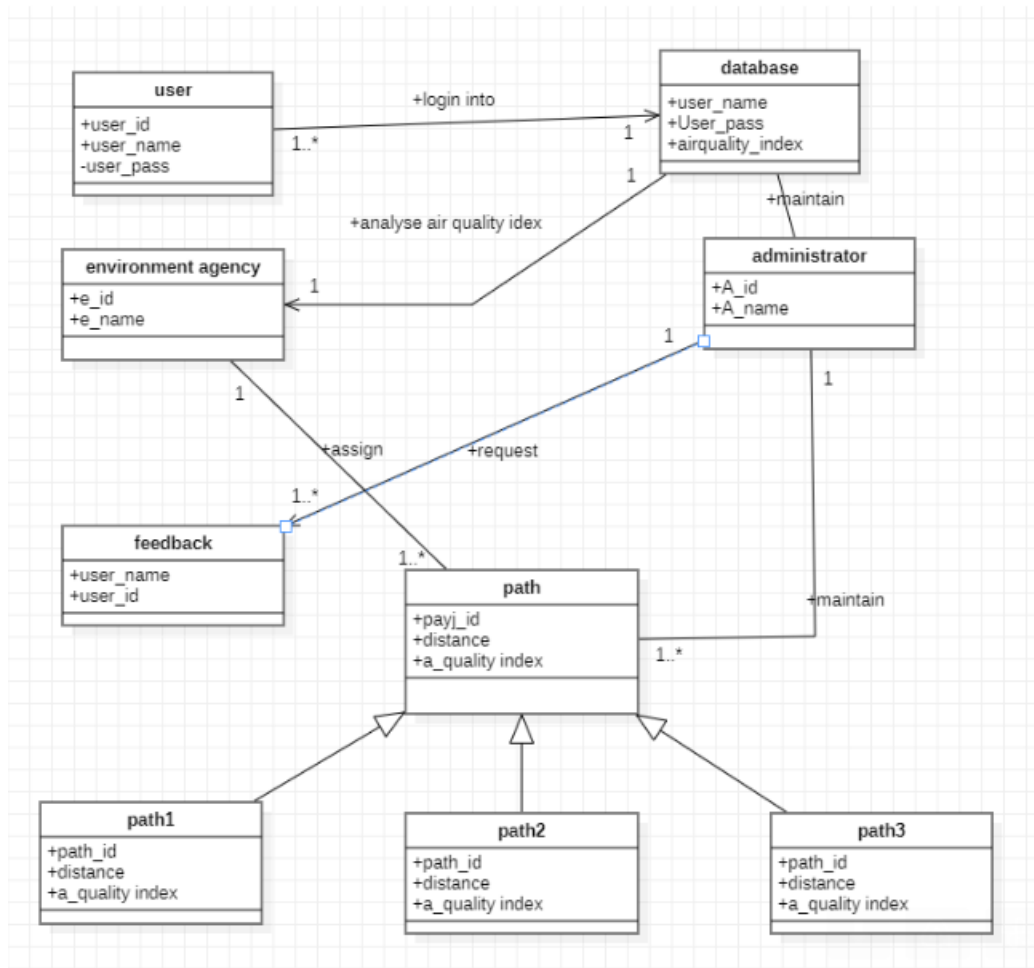 user
+user_id
+user_name
-user_pass
+login into
1..*
1
database
+user_name
+User_pass
+airquality_index
1
+analyse air quality idex
1
+maintain
environment agency
+e_id
+e_name
administrator
+A_id
+A_name
1
+assign
1..*
1
+request
1..*
1
+maintain
1..*
feedback
+user_name
+user_id
path
+payj_id
+distance
+a_quality index
path1
+path_id
+distance
+a_quality index
path2
+path_id
+distance
+a_quality index
path3
+path_id
+distance
+a_quality index